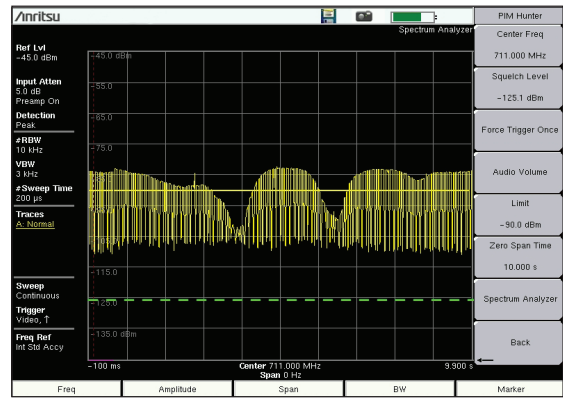 Anritsu
PIM Hunter
Spectrum Analyzer
Ref Lvl
-45.0 dBm
Input Atten
5.0 dB
Preamp On
Detection
Peak
#RBW
10 kHz
VBW
3 kHz
#Sweep Time
200 µs
Traces
A: Normal
Sweep
Continuous
Trigger
Video, ↑
Freq Ref
Int Std Accy
-45.0 dBm
-55.0
-65.0
-75.0
-115.0
-125.0
-135.0 dBm
-100 ms
Center 711.000 MHz
Span 0 Hz
9.900 s
Center Freq
711.000 MHz
Squelch Level
-125.1 dBm
Force Trigger Once
Audio Volume
Limit
-90.0 dBm
Zero Span Time
10.000 s
Spectrum Analyzer
Back
Freq
Amplitude
Span
BW
Marker